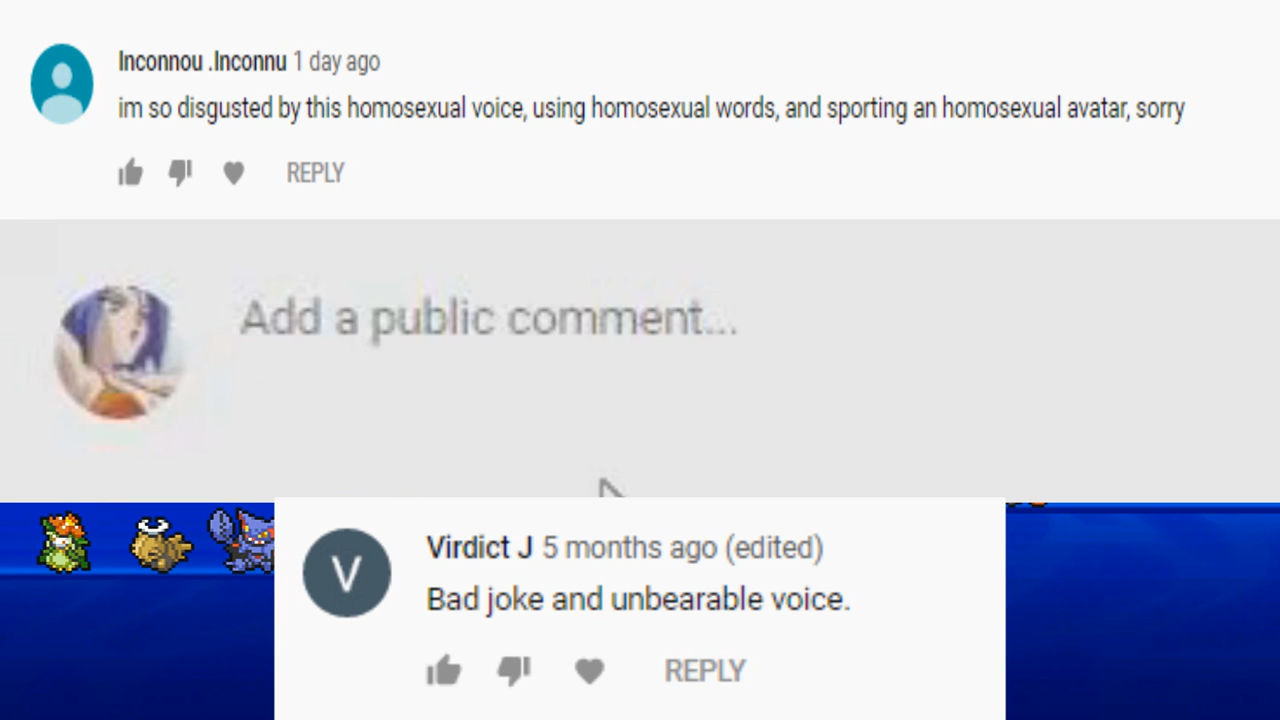 Inconnou .Inconnu 1 day ago
im so disgusted by this homosexual voice, using homosexual words, and sporting an homosexual avatar, sorry
REPLY
Add a public comment...
Virdict J 5 months ago (edited)
V
Bad joke and unbearable voice.
REPLY